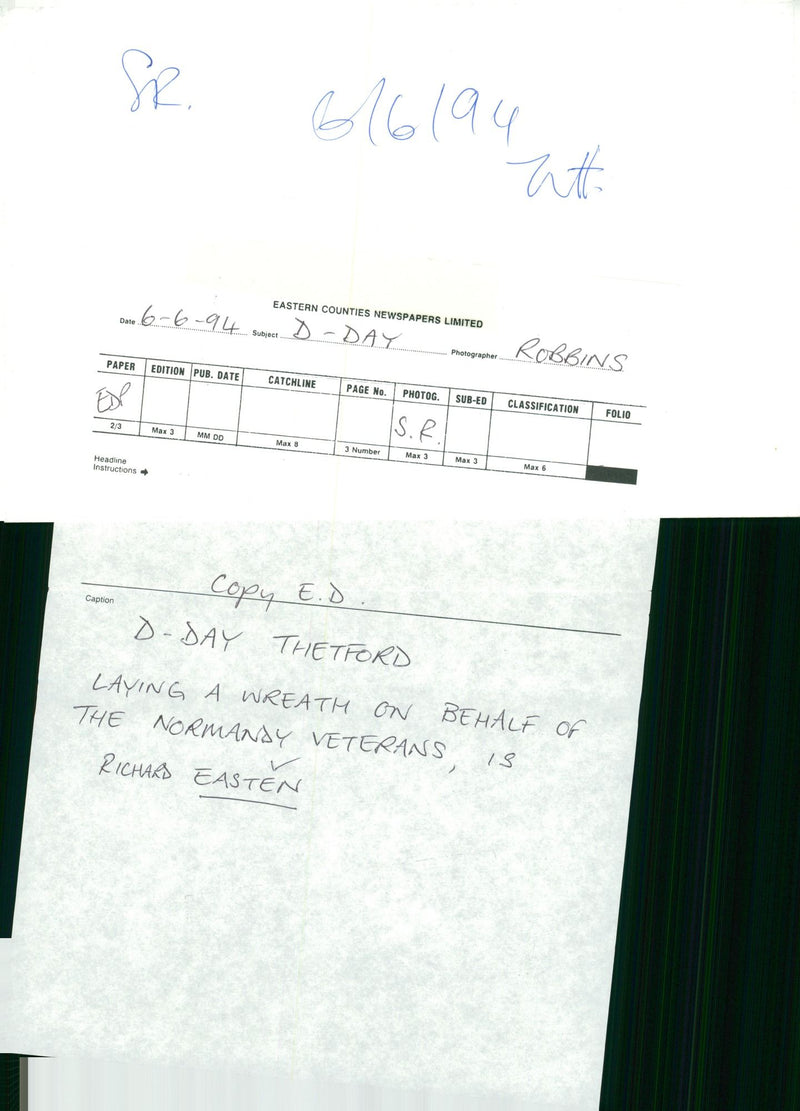 SR.
6/6/94
EASTERN COUNTIES NEWSPAPERS LIMITED
Date 6-6-94 Subject D-DAY Photographer ROBBINS
PAPER EDITION PUB. DATE CATCHLINE PAGE No. PHOTOG. SUB-ED CLASSIFICATION FOLIO
EDP S.R.
2/3 Max 3 MM DD Max 8 3 Number Max 3 Max 3 Max 6
Headline
Instructions
Copy E.D.
Caption
D-DAY THETFORD
LAYING A WREATH ON BEHALF OF
THE NORMANDY VETERANS, IS
RICHARD EASTEN